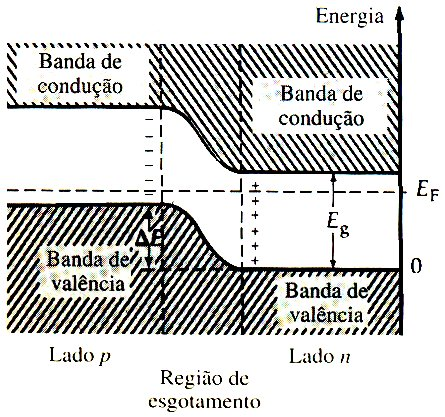 Energia
Banda de
condução
Banda de
condução
E_F
ΔE
E_g
Banda de
valência
0
Banda de
valência
Lado p
Lado n
Região de
esgotamento